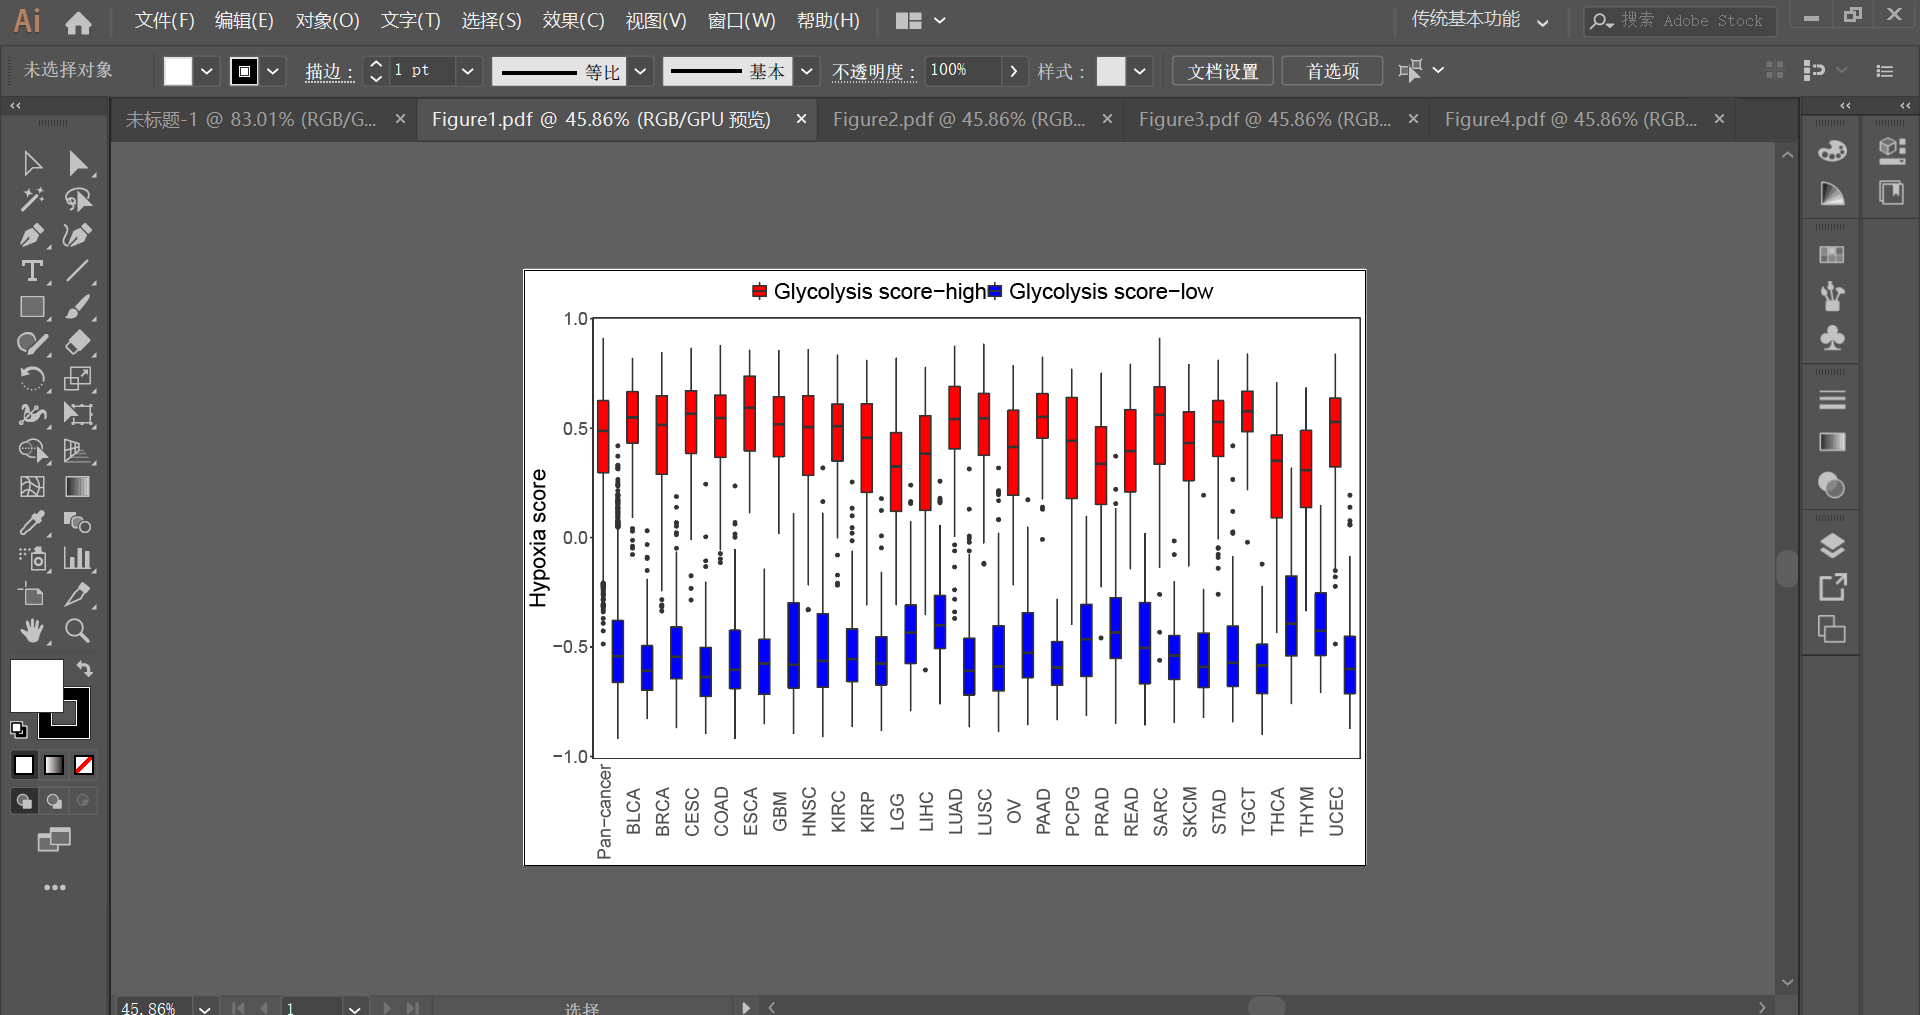 Ai 文件(F) 编辑(E) 对象(O) 文字(T) 选择(S) 效果(C) 视图(V) 窗口(W) 帮助(H) 传统基本功能 搜索 Adobe Stock
未选择对象 描边: 1 pt 等比 基本 不透明度: 100% 样式: 文档设置 首选项
未标题-1 @ 83.01% (RGB/G... Figure1.pdf @ 45.86% (RGB/GPU 预览) Figure2.pdf @ 45.86% (RGB... Figure3.pdf @ 45.86% (RGB... Figure4.pdf @ 45.86% (RGB...
Glycolysis score−high Glycolysis score−low
1.0
0.5
0.0
−0.5
−1.0
Hypoxia score
Pan−cancer BLCA BRCA CESC COAD ESCA GBM HNSC KIRC KIRP LGG LIHC LUAD LUSC OV PAAD PCPG PRAD READ SARC SKCM STAD TGCT THCA THYM UCEC
45.86% 1 选择